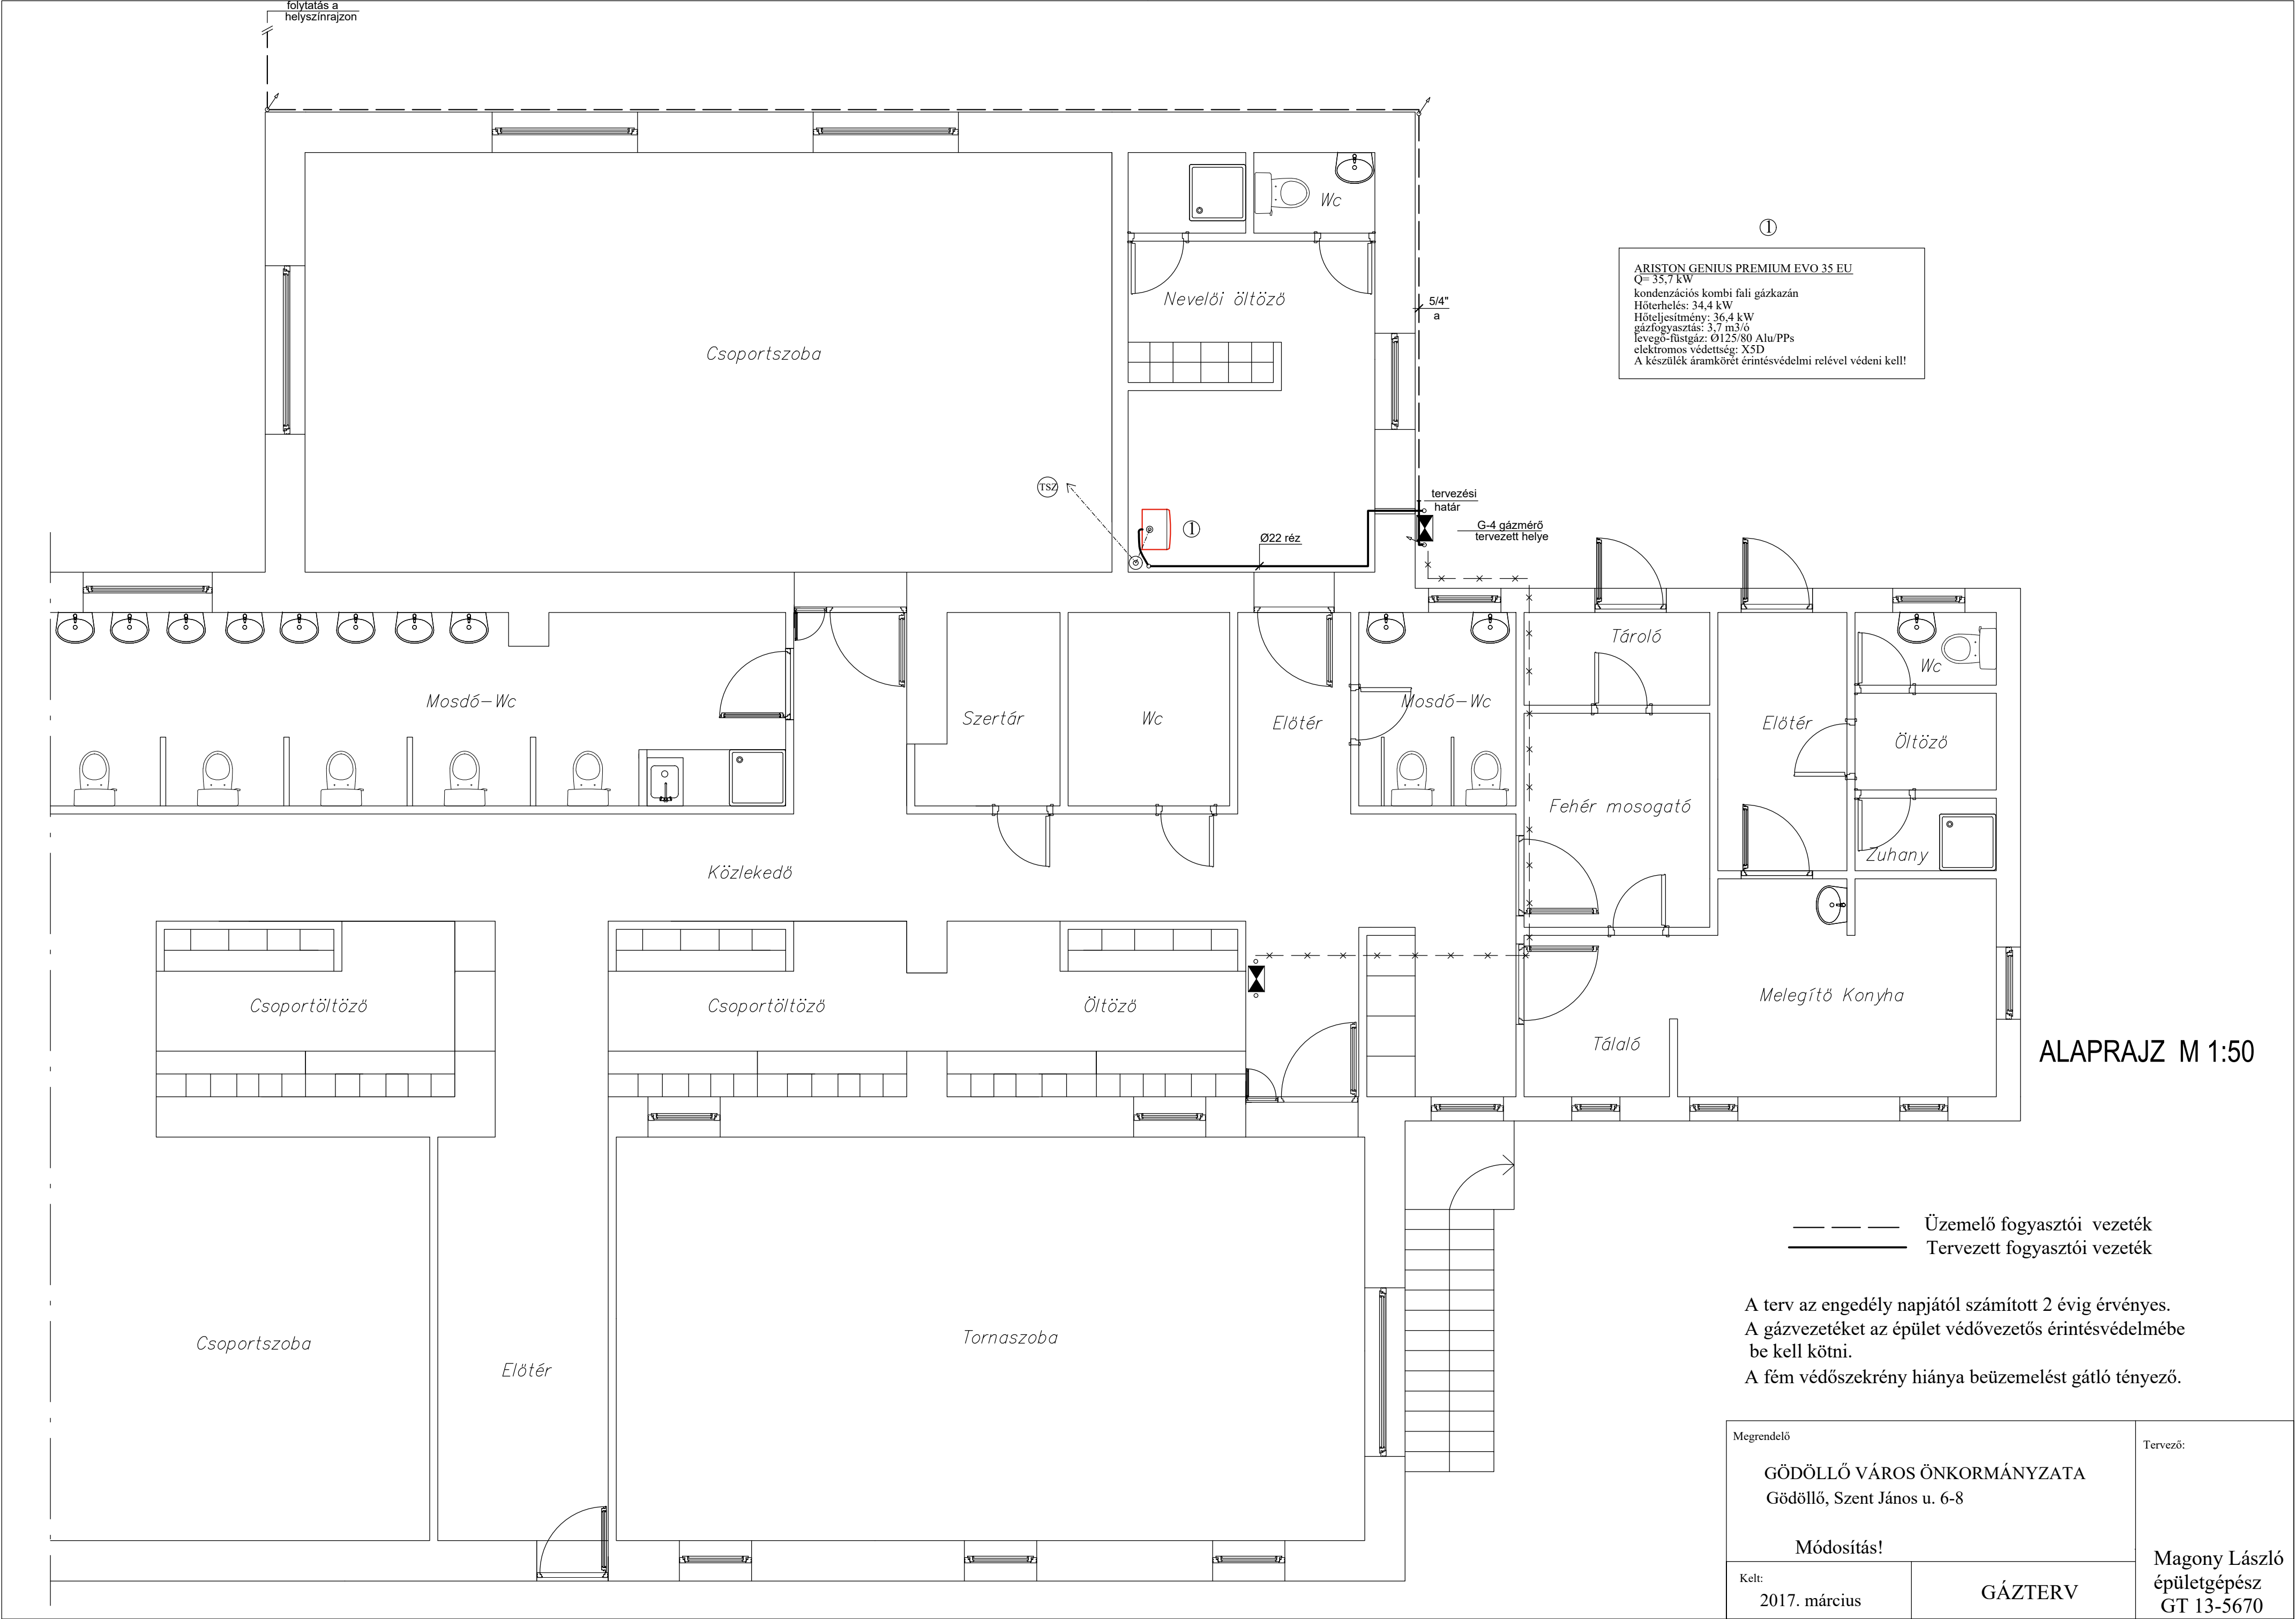 folytatás a
helyszínrajzon
Wc
①
ARISTON GENIUS PREMIUM EVO 35 EU
Q= 35,7 kW
kondenzációs kombi fali gázkazán
Hőterhelés: 34,4 kW
Hőteljesítmény: 36,4 kW
gázfogyasztás: 3,7 m3/ó
levegő-füstgáz: Ø125/80 Alu/PPs
elektromos védettség: X5D
A készülék áramkörét érintésvédelmi relével védeni kell!
Nevelői öltöző
5/4"
a
Csoportszoba
TSZ
①
tervezési
határ
G-4 gázmérő
tervezett helye
Ø22 réz
Tároló
Wc
Mosdó-Wc
Szertár
Wc
Előtér
Mosdó-Wc
Előtér
Öltöző
Fehér mosogató
Zuhany
Közlekedő
Csoportöltöző
Csoportöltöző
Öltöző
Melegítő Konyha
Tálaló
ALAPRAJZ M 1:50
Üzemelő fogyasztói vezeték
Tervezett fogyasztói vezeték
A terv az engedély napjától számított 2 évig érvényes.
A gázvezetéket az épület védővezetős érintésvédelmébe
be kell kötni.
A fém védőszekrény hiánya beüzemelést gátló tényező.
Csoportszoba
Előtér
Tornaszoba
Megrendelő
GÖDÖLLŐ VÁROS ÖNKORMÁNYZATA
Gödöllő, Szent János u. 6-8
Módosítás!
Kelt:
2017. március
GÁZTERV
Tervező:
Magony László
épületgépész
GT 13-5670